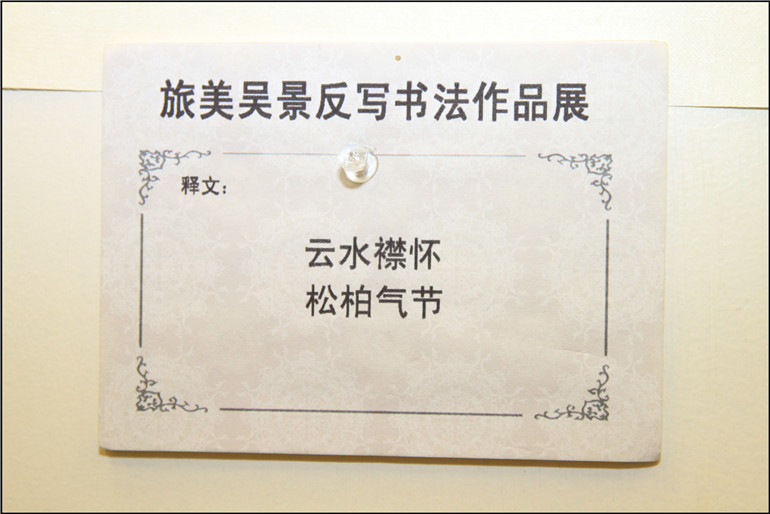 旅美吴景反写书法作品展
释文：
云水襟怀
松柏气节